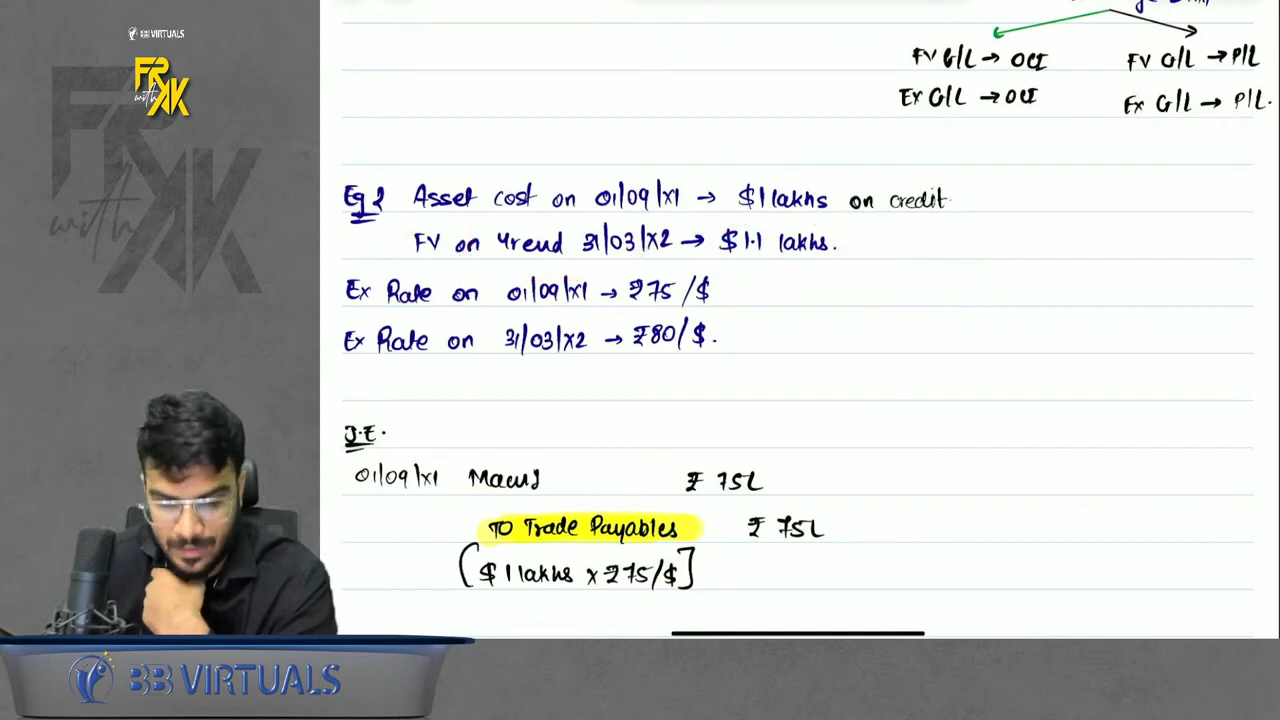 BB VIRTUALS
FR
with AK
FV G/L → OCI
FV G/L → P/L
Ex G/L → OCI
Ex G/L → P/L.
Eg 2 Asset cost on 01/09/x1 → $1 lakhs on credit.
FV on yrend 31/03/x2 → $1.1 lakhs.
Ex Rate on 01/09/x1 → ₹75/$
Ex Rate on 31/03/x2 → ₹80/$.
J.E.
01/09/x1 Mach ₹ 75L
TO Trade Payables ₹ 75L
[$1 lakhs x ₹75/$]
BB VIRTUALS